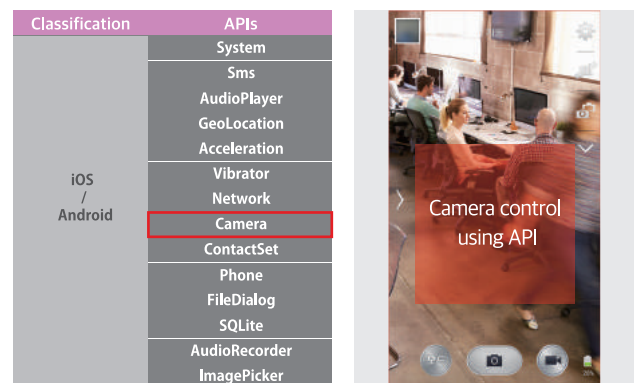 Classification APIs
System
Sms
AudioPlayer
GeoLocation
Acceleration
iOS
/
Android
Vibrator
Network
Camera
ContactSet
Phone
FileDialog
SQLite
AudioRecorder
ImagePicker
Camera control
using API